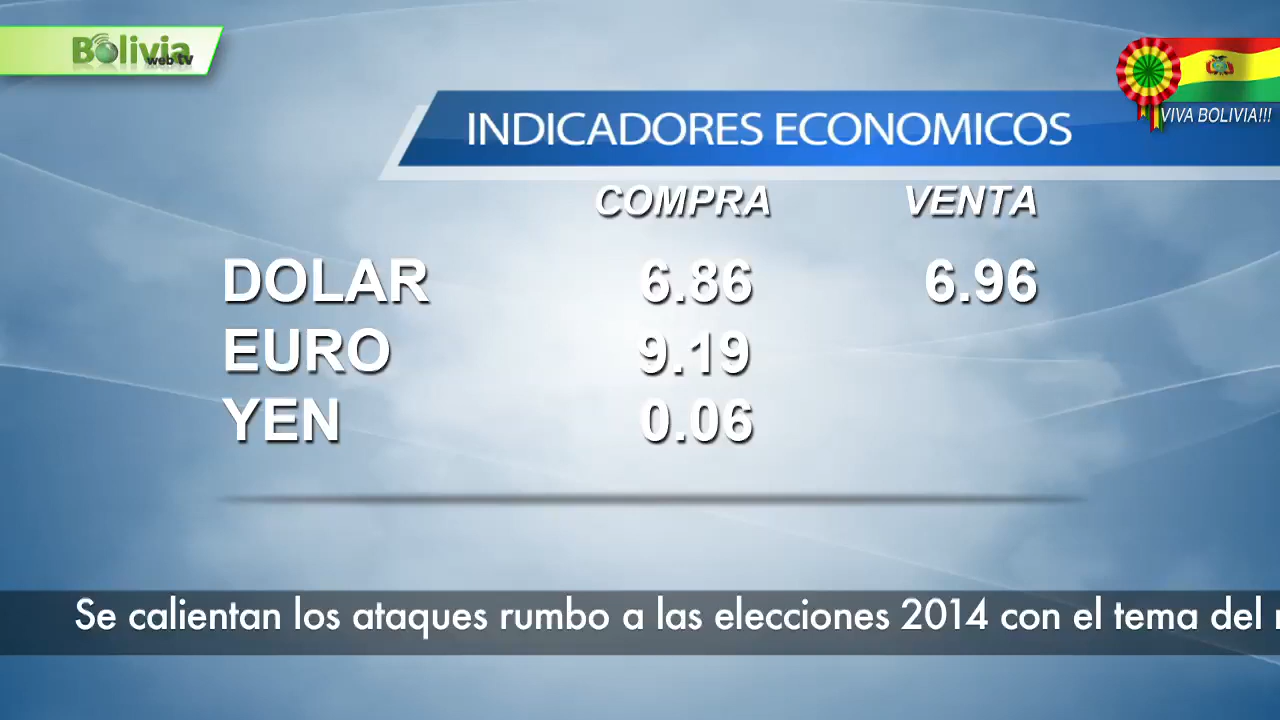 Bolivia
web tv
VIVA BOLIVIA!!!
INDICADORES ECONOMICOS
COMPRA VENTA
DOLAR 6.86 6.96
EURO 9.19
YEN 0.06
Se calientan los ataques rumbo a las elecciones 2014 con el tema del